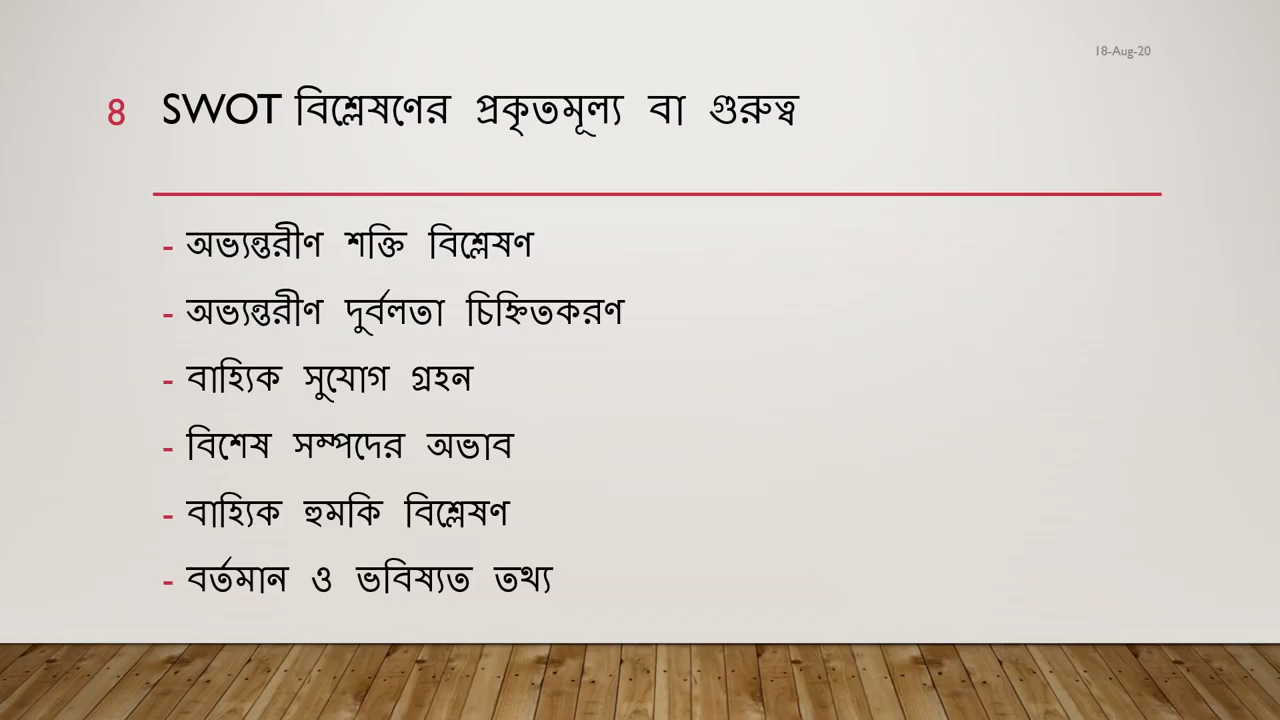 18-Aug-20
8 SWOT বিশ্লেষণের প্রকৃতমূল্য বা গুরুত্ব
- অভ্যন্তরীণ শক্তি বিশ্লেষণ
- অভ্যন্তরীণ দুর্বলতা চিহ্নিতকরণ
- বাহ্যিক সুযোগ গ্রহন
- বিশেষ সম্পদের অভাব
- বাহ্যিক হুমকি বিশ্লেষণ
- বর্তমান ও ভবিষ্যত তথ্য